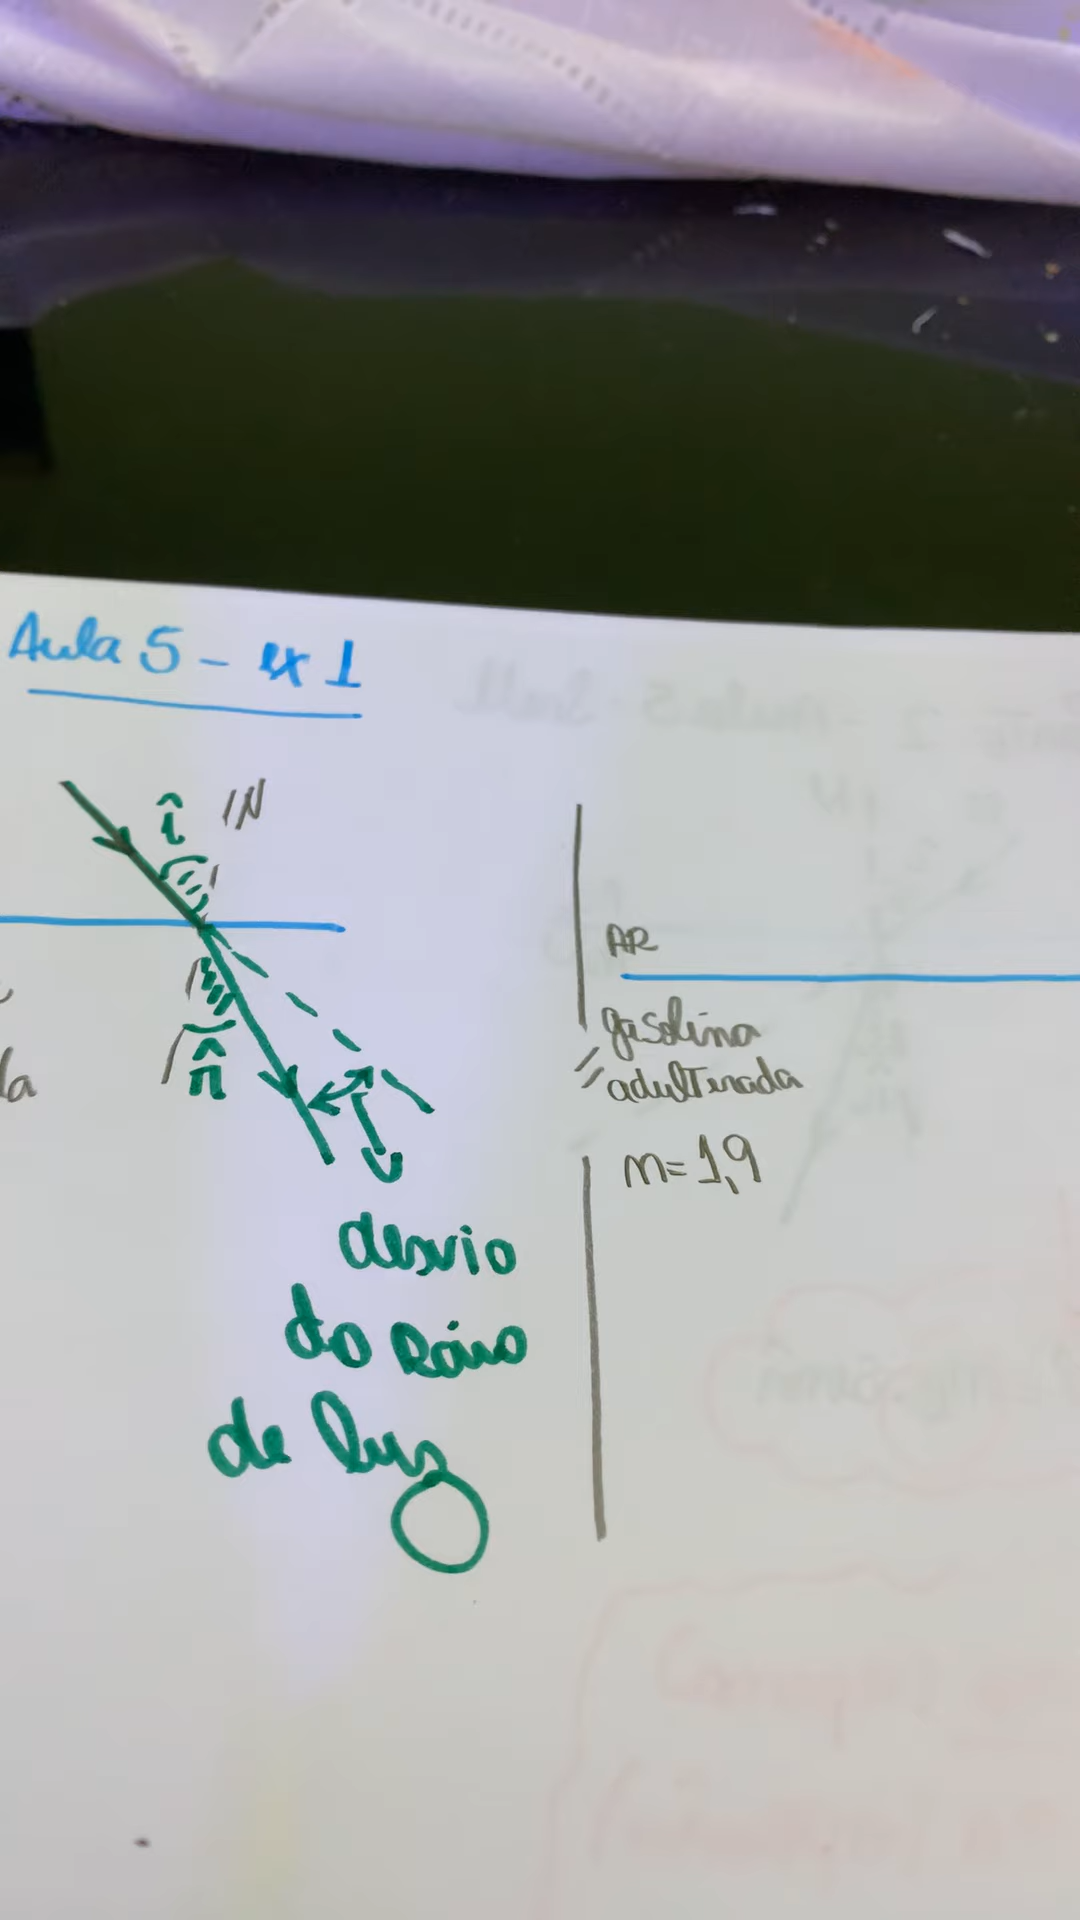 Aula 5 - ex 1
î
N
r̂
desvio
do Raio
de luz
AR
gasolina
adulterada
n=1,9